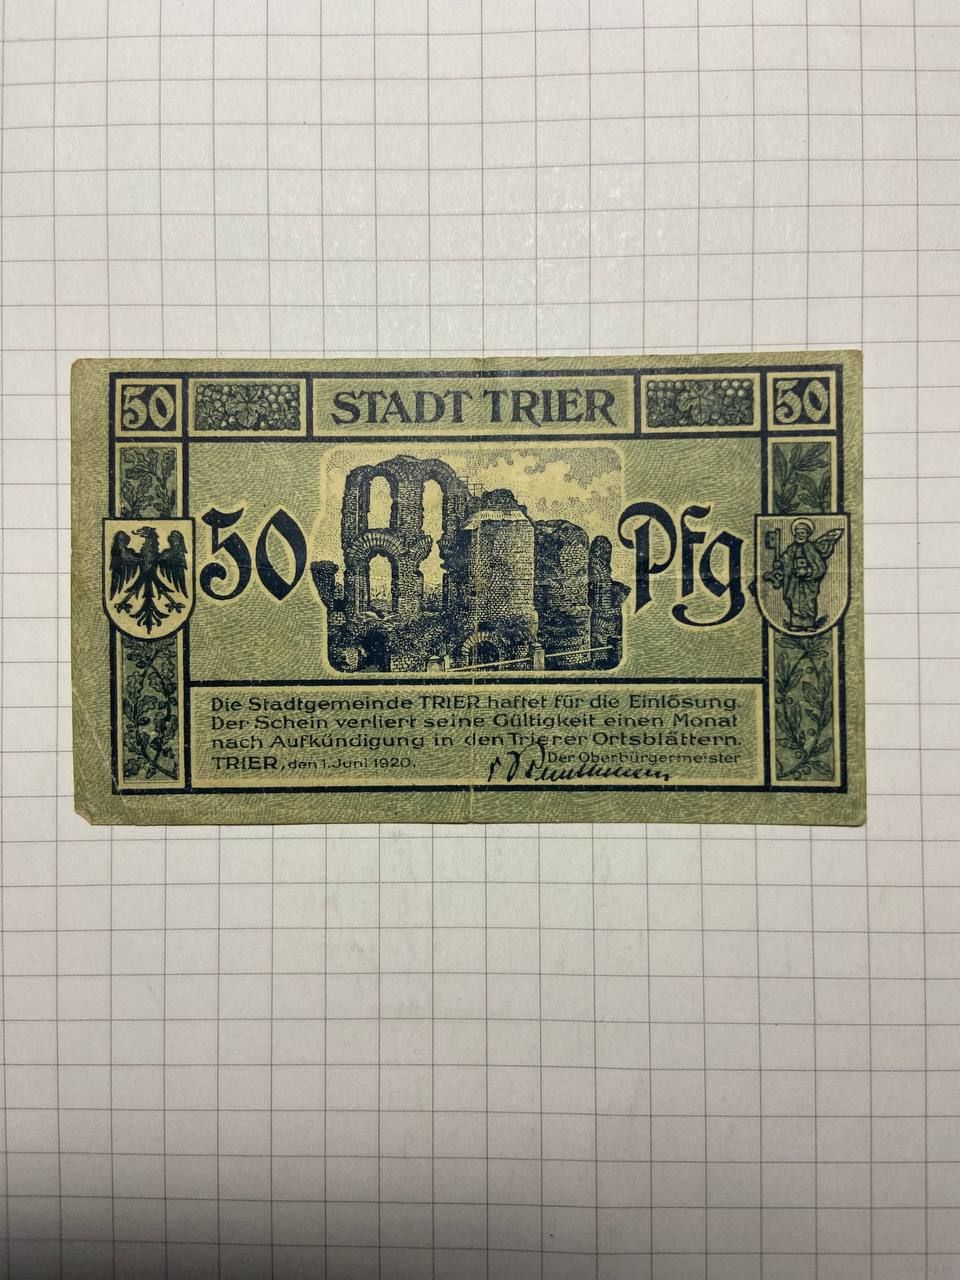 50 STADT TRIER 50
50 Pfg.
Die Stadtgemeinde TRIER haftet für die Einlösung.
Der Schein verliert seine Gültigkeit einen Monat
nach Aufkündigung in den Trierer Ortsblättern.
TRIER, den 1. Juni 1920. Der Oberbürgermeister